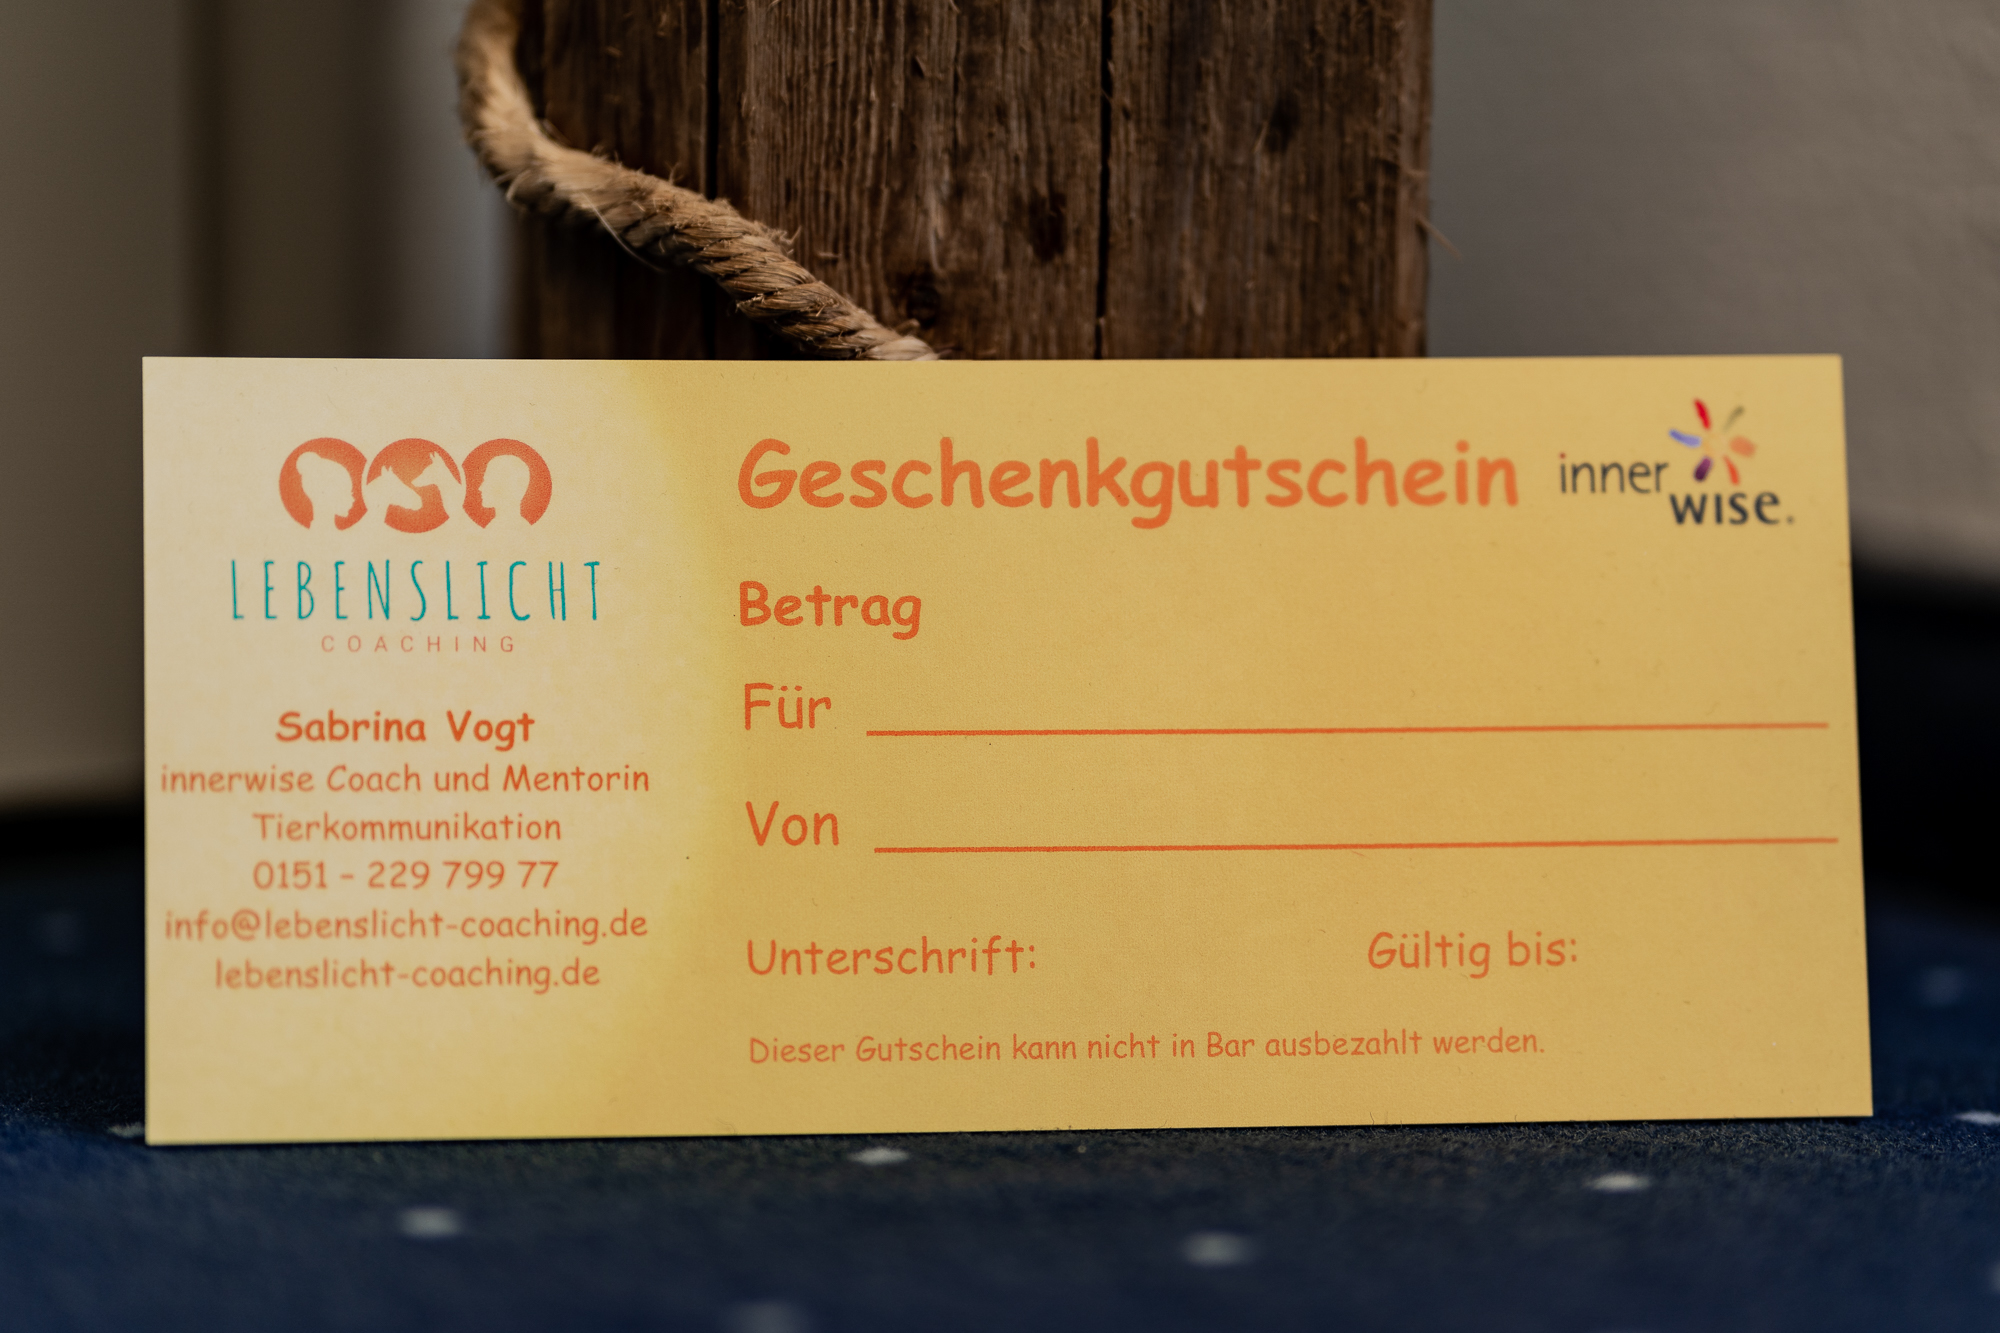 LEBENSLICHT
COACHING
Sabrina Vogt
innerwise Coach und Mentorin
Tierkommunikation
0151 - 229 799 77
info@lebenslicht-coaching.de
lebenslicht-coaching.de
Geschenkgutschein
inner
wise.
Betrag
Für
Von
Unterschrift:
Gültig bis:
Dieser Gutschein kann nicht in Bar ausbezahlt werden.